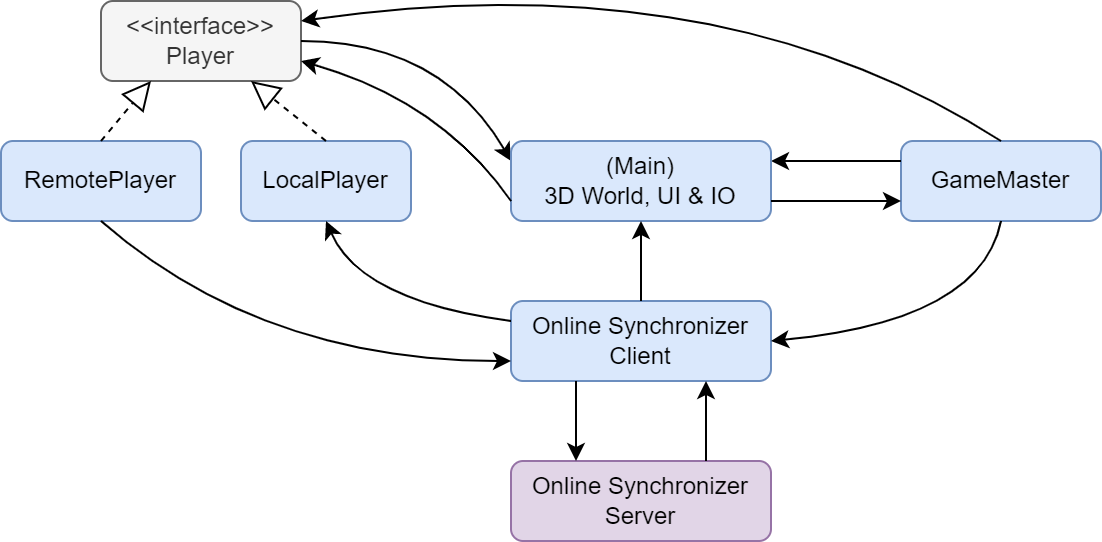 <<interface>>
Player
RemotePlayer
LocalPlayer
(Main)
3D World, UI & IO
GameMaster
Online Synchronizer
Client
Online Synchronizer
Server